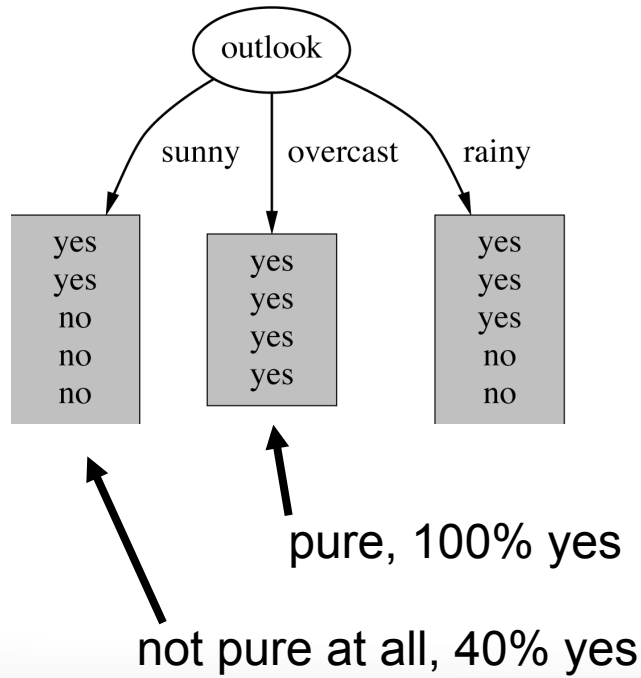 outlook
sunny
overcast
rainy
yes
yes
no
no
no
yes
yes
yes
yes
yes
yes
yes
no
no
pure, 100% yes
not pure at all, 40% yes